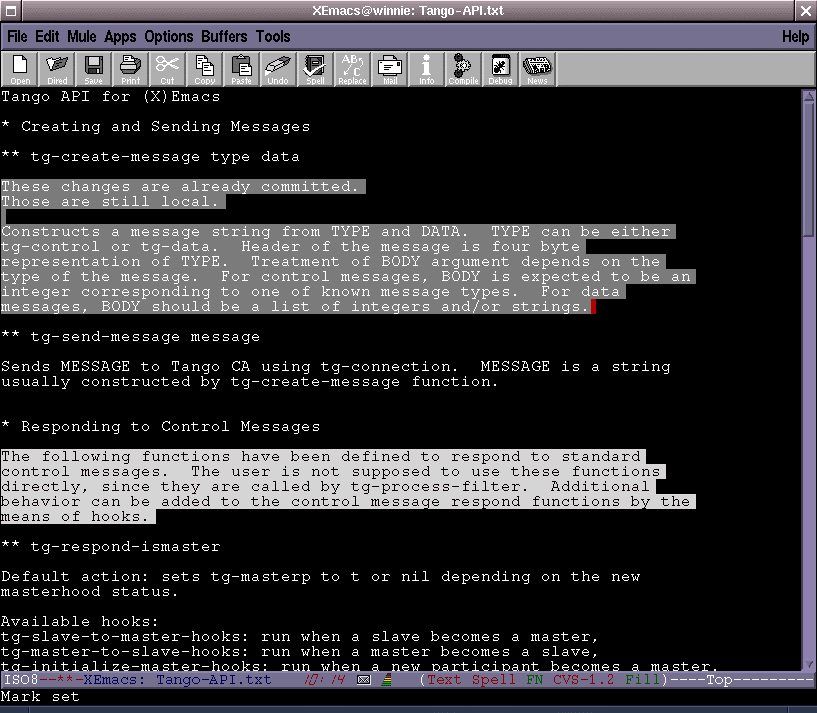 XEmacs@winnie: Tango-API.txt
File Edit Mule Apps Options Buffers Tools Help
Open Dired Save Print Cut Copy Paste Undo Spell Replace Mail Info Compile Debug News
Tango API for (X)Emacs
* Creating and Sending Messages
** tg-create-message type data
These changes are already committed.
Those are still local.
Constructs a message string from TYPE and DATA.  TYPE can be either
tg-control or tg-data.  Header of the message is four byte
representation of TYPE.  Treatment of BODY argument depends on the
type of the message.  For control messages, BODY is expected to be an
integer corresponding to one of known message types.  For data
messages, BODY should be a list of integers and/or strings.
** tg-send-message message
Sends MESSAGE to Tango CA using tg-connection.  MESSAGE is a string
usually constructed by tg-create-message function.
* Responding to Control Messages
The following functions have been defined to respond to standard
control messages.  The user is not supposed to use these functions
directly, since they are called by tg-process-filter.  Additional
behavior can be added to the control message respond functions by the
means of hooks.
** tg-respond-ismaster
Default action: sets tg-masterp to t or nil depending on the new
masterhood status.
Available hooks:
tg-slave-to-master-hooks: run when a slave becomes a master,
tg-master-to-slave-hooks: run when a master becomes a slave,
tg-initialize-master-hooks: run when a new participant becomes a master.
ISO8--**-XEmacs: Tango-API.txt 10:14 (Text Spell FN CVS-1.2 Fill)----Top---------
Mark set